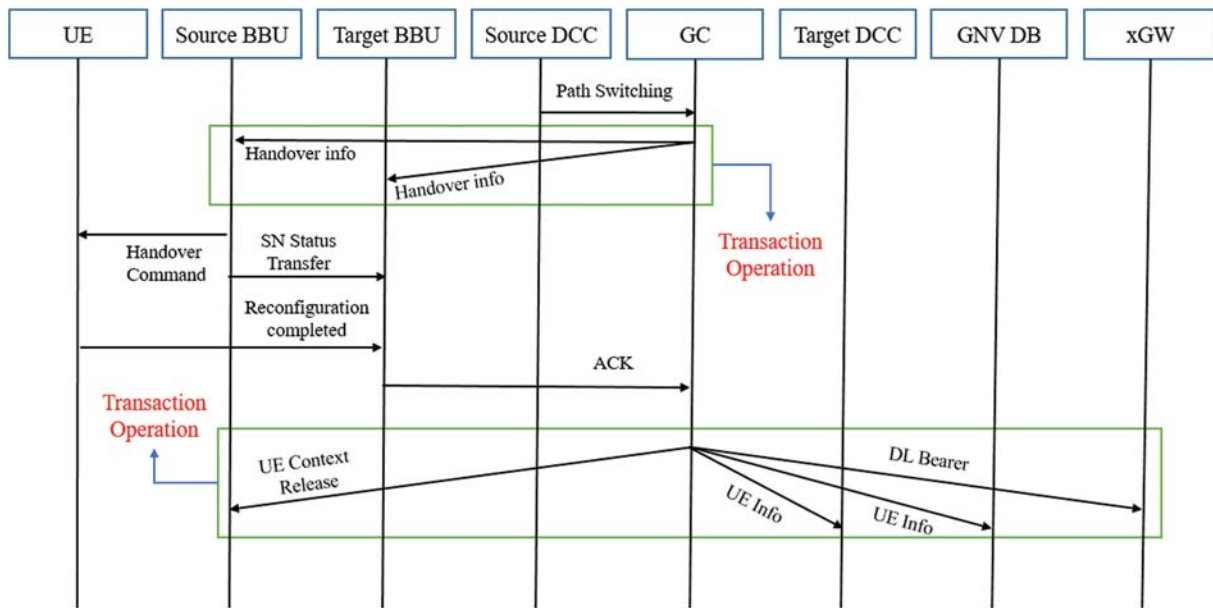 UE
Source BBU
Target BBU
Source DCC
GC
Target DCC
GNV DB
xGW
Path Switching
Handover info
Handover info
Transaction
Operation
Handover
Command
SN Status
Transfer
Reconfiguration
completed
ACK
Transaction
Operation
UE Context
Release
DL Bearer
UE Info
UE Info